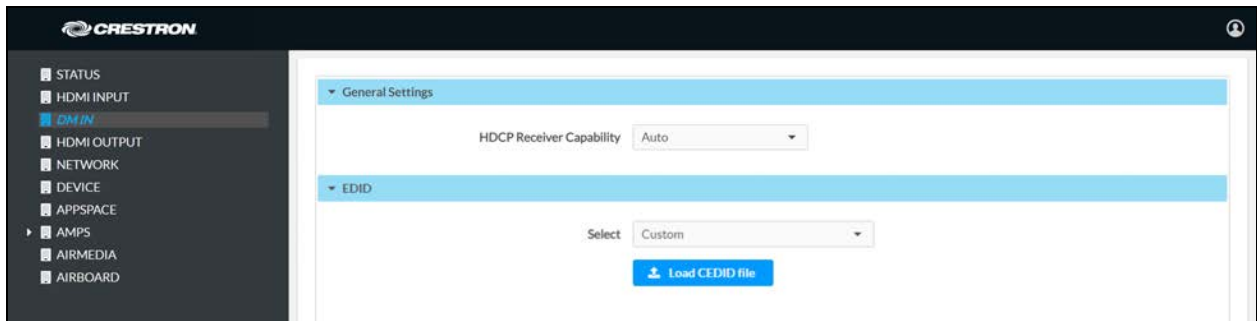 CRESTRON
STATUS
HDMI INPUT
DM IN
HDMI OUTPUT
NETWORK
DEVICE
APPSPACE
AMPS
AIRMEDIA
AIRBOARD
General Settings
HDCP Receiver Capability Auto
EDID
Select Custom
Load CEDID file